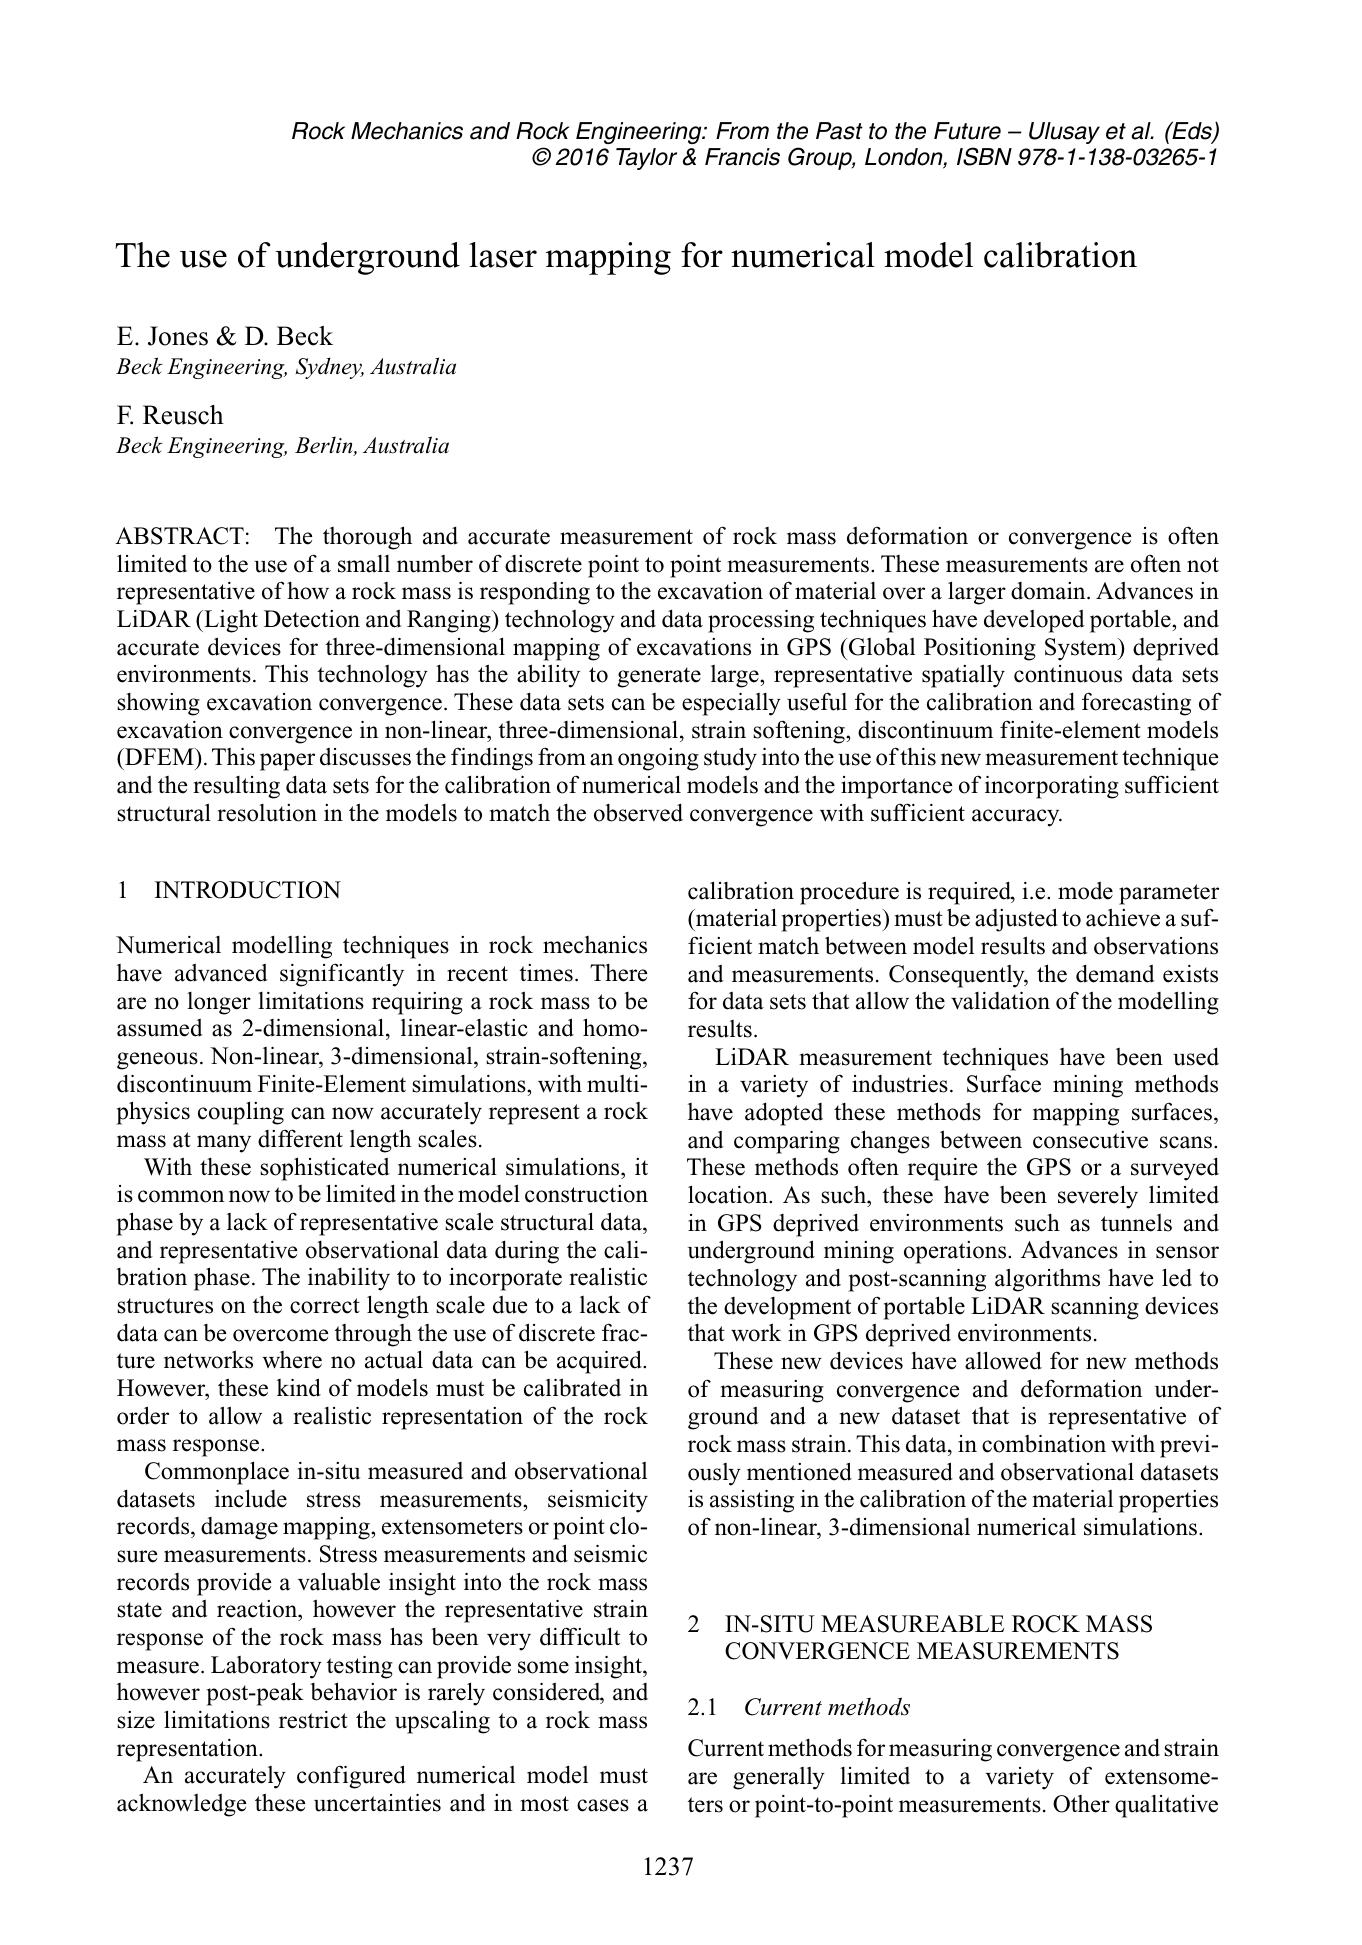 Rock Mechanics and Rock Engineering: From the Past to the Future – Ulusay et al. (Eds)
© 2016 Taylor & Francis Group, London, ISBN 978-1-138-03265-1
The use of underground laser mapping for numerical model calibration
E. Jones & D. Beck
Beck Engineering, Sydney, Australia
F. Reusch
Beck Engineering, Berlin, Australia
ABSTRACT: The thorough and accurate measurement of rock mass deformation or convergence is often
limited to the use of a small number of discrete point to point measurements. These measurements are often not
representative of how a rock mass is responding to the excavation of material over a larger domain. Advances in
LiDAR (Light Detection and Ranging) technology and data processing techniques have developed portable, and
accurate devices for three-dimensional mapping of excavations in GPS (Global Positioning System) deprived
environments. This technology has the ability to generate large, representative spatially continuous data sets
showing excavation convergence. These data sets can be especially useful for the calibration and forecasting of
excavation convergence in non-linear, three-dimensional, strain softening, discontinuum finite-element models
(DFEM). This paper discusses the findings from an ongoing study into the use of this new measurement technique
and the resulting data sets for the calibration of numerical models and the importance of incorporating sufficient
structural resolution in the models to match the observed convergence with sufficient accuracy.
1 INTRODUCTION
Numerical modelling techniques in rock mechanics
have advanced significantly in recent times. There
are no longer limitations requiring a rock mass to be
assumed as 2-dimensional, linear-elastic and homo-
geneous. Non-linear, 3-dimensional, strain-softening,
discontinuum Finite-Element simulations, with multi-
physics coupling can now accurately represent a rock
mass at many different length scales.
With these sophisticated numerical simulations, it
is common now to be limited in the model construction
phase by a lack of representative scale structural data,
and representative observational data during the cali-
bration phase. The inability to to incorporate realistic
structures on the correct length scale due to a lack of
data can be overcome through the use of discrete frac-
ture networks where no actual data can be acquired.
However, these kind of models must be calibrated in
order to allow a realistic representation of the rock
mass response.
Commonplace in-situ measured and observational
datasets include stress measurements, seismicity
records, damage mapping, extensometers or point clo-
sure measurements. Stress measurements and seismic
records provide a valuable insight into the rock mass
state and reaction, however the representative strain
response of the rock mass has been very difficult to
measure. Laboratory testing can provide some insight,
however post-peak behavior is rarely considered, and
size limitations restrict the upscaling to a rock mass
representation.
An accurately configured numerical model must
acknowledge these uncertainties and in most cases a
calibration procedure is required, i.e. mode parameter
(material properties) must be adjusted to achieve a suf-
ficient match between model results and observations
and measurements. Consequently, the demand exists
for data sets that allow the validation of the modelling
results.
LiDAR measurement techniques have been used
in a variety of industries. Surface mining methods
have adopted these methods for mapping surfaces,
and comparing changes between consecutive scans.
These methods often require the GPS or a surveyed
location. As such, these have been severely limited
in GPS deprived environments such as tunnels and
underground mining operations. Advances in sensor
technology and post-scanning algorithms have led to
the development of portable LiDAR scanning devices
that work in GPS deprived environments.
These new devices have allowed for new methods
of measuring convergence and deformation under-
ground and a new dataset that is representative of
rock mass strain. This data, in combination with previ-
ously mentioned measured and observational datasets
is assisting in the calibration of the material properties
of non-linear, 3-dimensional numerical simulations.
2 IN-SITU MEASUREABLE ROCK MASS
CONVERGENCE MEASUREMENTS
2.1 Current methods
Current methods for measuring convergence and strain
are generally limited to a variety of extensome-
ters or point-to-point measurements. Other qualitative
1237